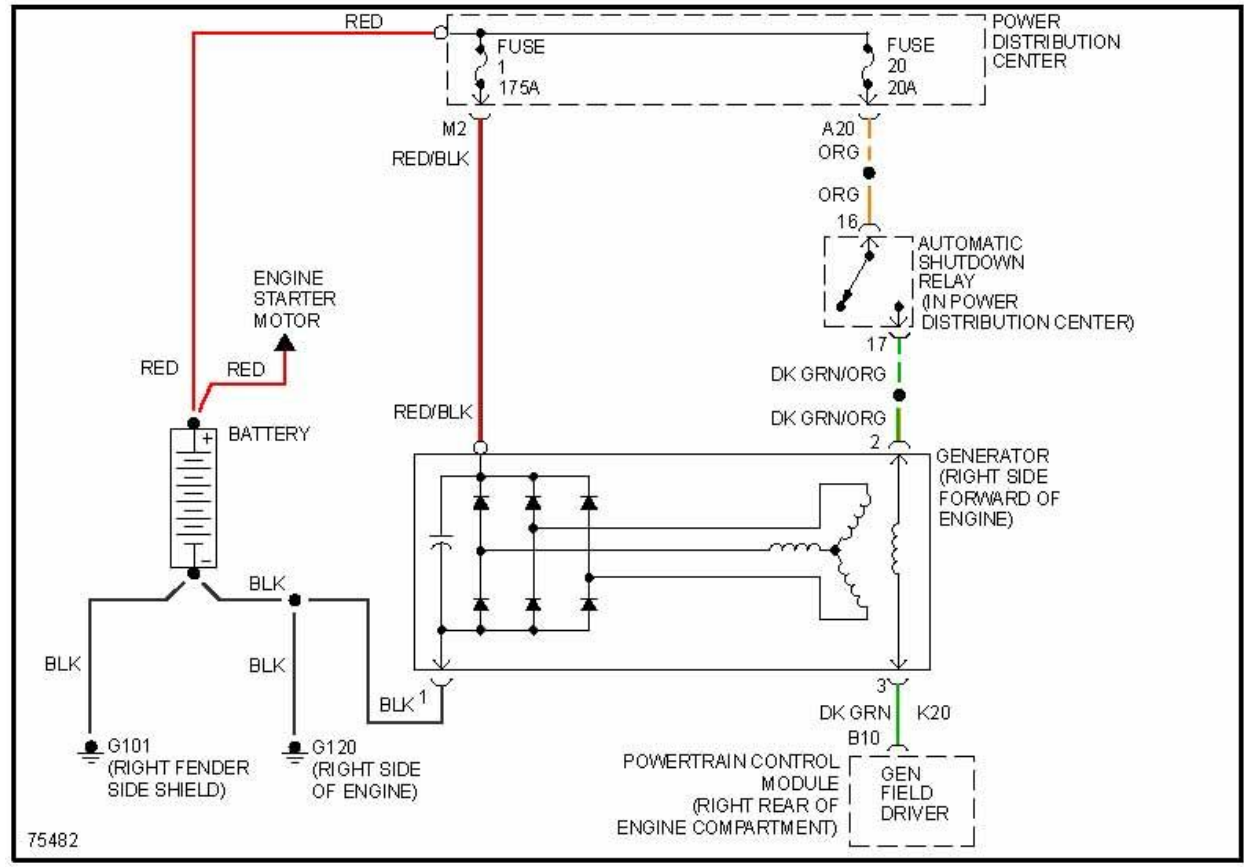 RED
POWER
DISTRIBUTION
CENTER
FUSE
1
175A
FUSE
20
20A
M2
A20
RED/BLK
ORG
ORG
16
AUTOMATIC
SHUTDOWN
RELAY
(IN POWER
DISTRIBUTION CENTER)
ENGINE
STARTER
MOTOR
17
RED
RED
DK GRN/ORG
RED/BLK
DK GRN/ORG
2
+
BATTERY
-
GENERATOR
(RIGHT SIDE
FORWARD OF
ENGINE)
BLK
BLK
BLK
BLK
1
3
DK GRN
K20
B10
G101
(RIGHT FENDER
SIDE SHIELD)
G120
(RIGHT SIDE
OF ENGINE)
POWERTRAIN CONTROL
MODULE
(RIGHT REAR OF
ENGINE COMPARTMENT)
GEN
FIELD
DRIVER
75482